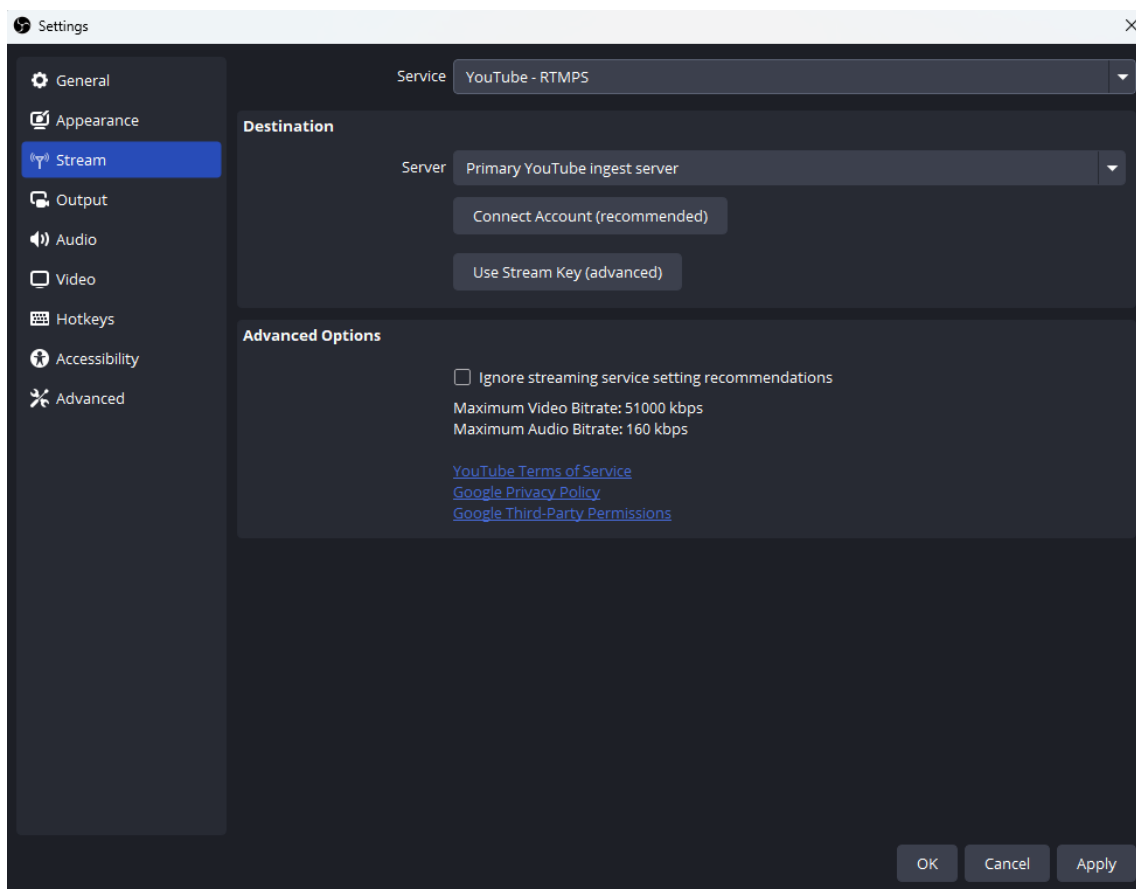 Settings
General
Appearance
Stream
Output
Audio
Video
Hotkeys
Accessibility
Advanced
Service YouTube - RTMPS
Destination
Server Primary YouTube ingest server
Connect Account (recommended)
Use Stream Key (advanced)
Advanced Options
Ignore streaming service setting recommendations
Maximum Video Bitrate: 51000 kbps
Maximum Audio Bitrate: 160 kbps
YouTube Terms of Service
Google Privacy Policy
Google Third-Party Permissions
OK Cancel Apply